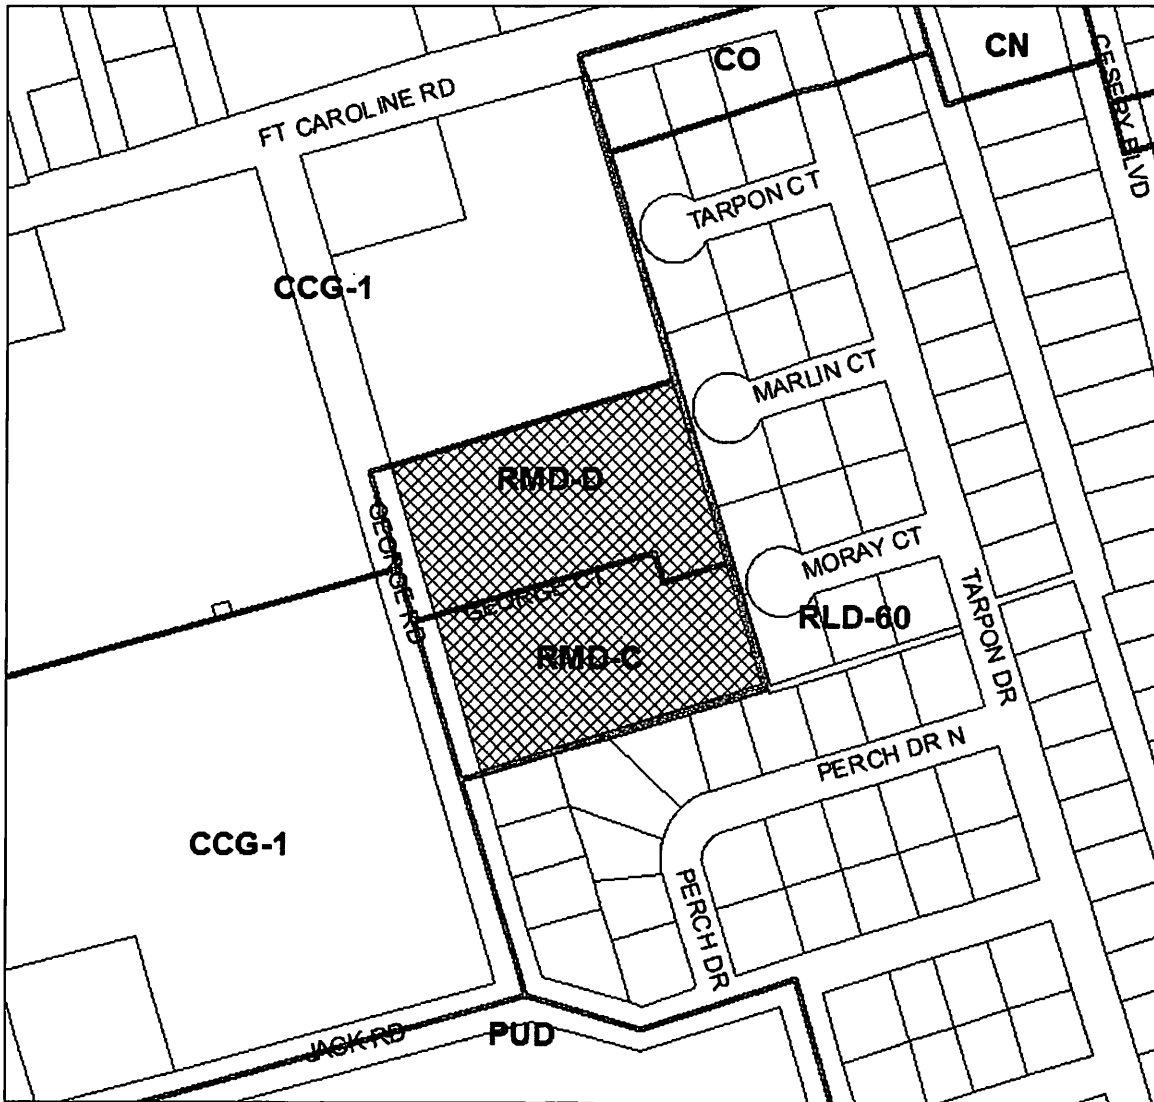 CO
CN
CESERY BLVD
FT CAROLINE RD
TARPON CT
CCG-1
MARLIN CT
RMD-D
GEORGE RD
MORAY CT
GEORGE CT
TARPON DR
RLD-60
RMD-C
PERCH DR N
CCG-1
PERCH DR
JACK RD
PUD